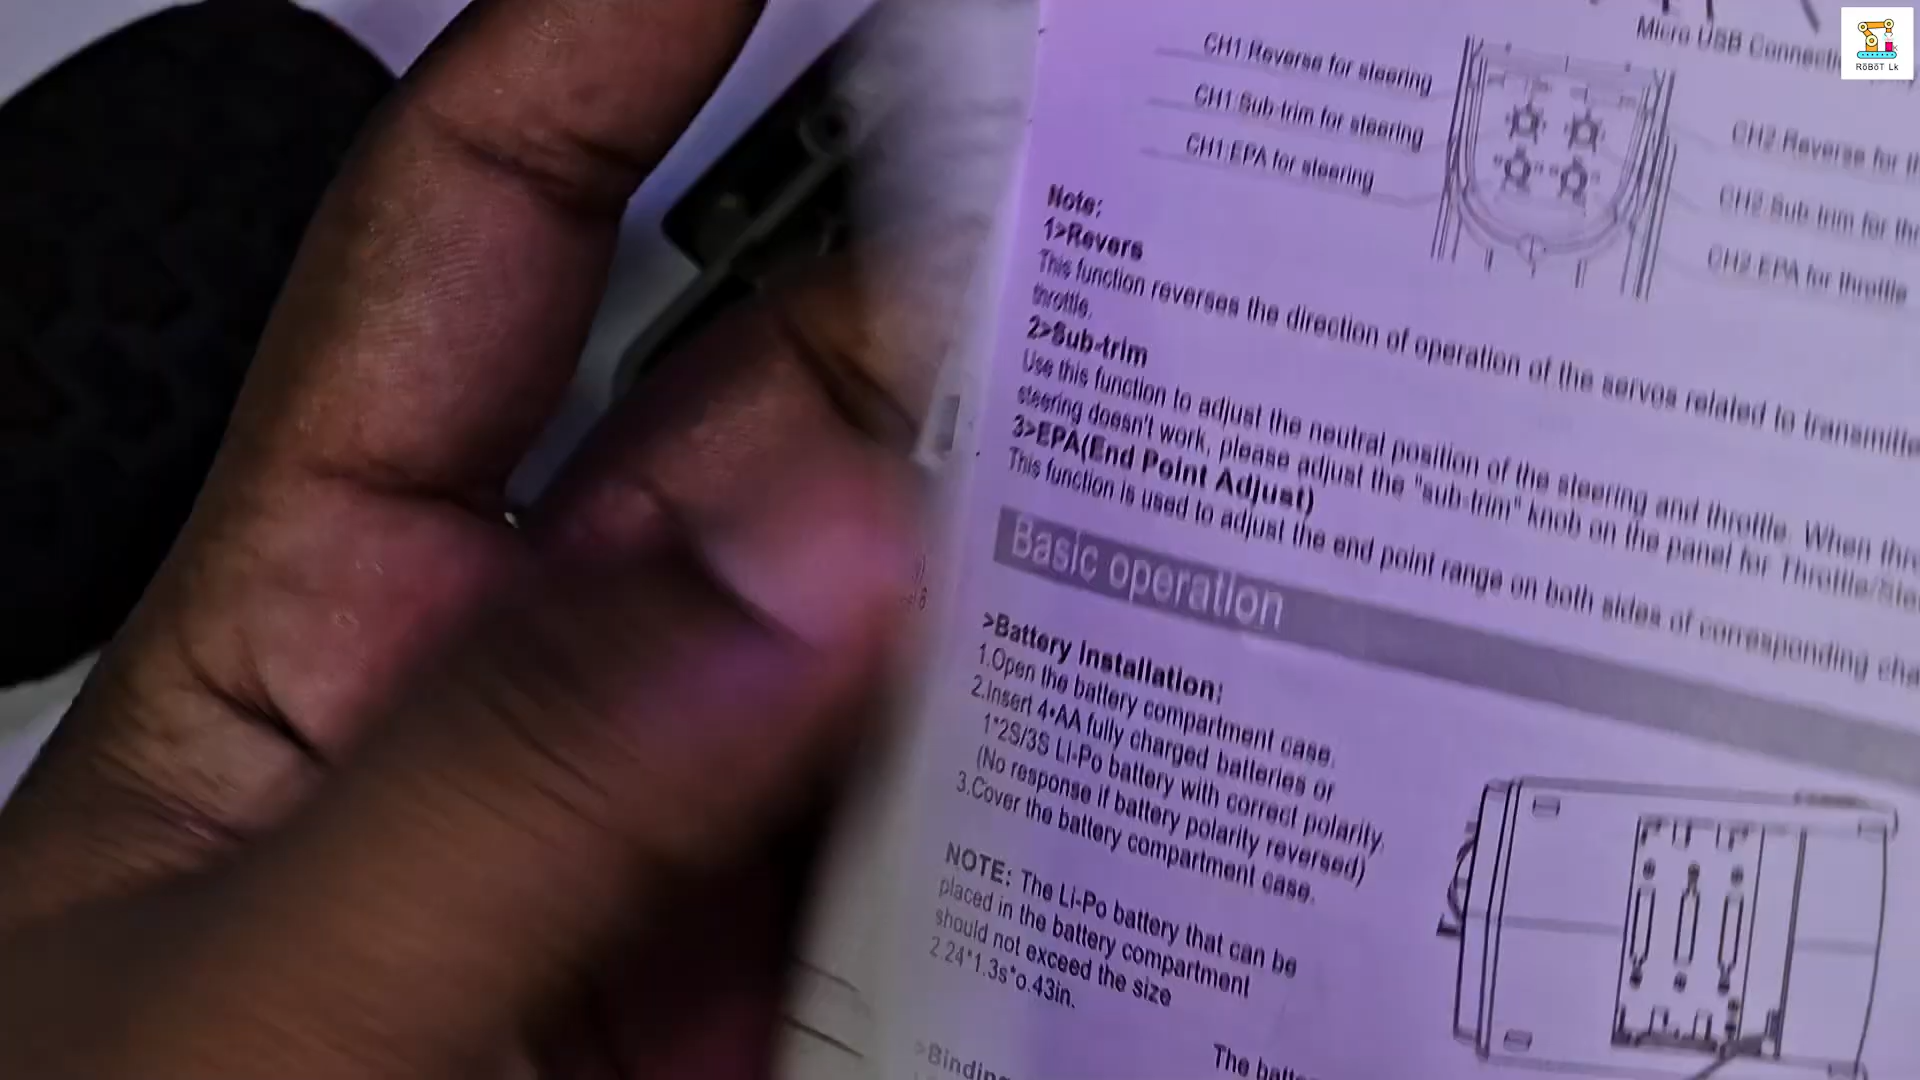 RōBōT Lk
Micro USB
CH1:Reverse for steering
CH1:Sub-trim for steering
CH1:EPA for steering
CH2:Reverse for
CH2:Sub-trim for
CH2:EPA for throttle
Note:
1>Revers
This function reverses the direction of operation of the servos related to
throttle.
2>Sub-trim
Use this function to adjust the neutral position of the steering and throttle. When
steering doesn't work, please adjust the "sub-trim" knob on the panel for
3>EPA(End Point Adjust)
This function is used to adjust the end point range on both sides of corresponding
Basic operation
>Battery Installation:
1.Open the battery compartment case.
2.Insert 4*AA fully charged batteries or
1*2S/3S Li-Po battery with correct polarity.
(No response if battery polarity reversed)
3.Cover the battery compartment case.
NOTE: The Li-Po battery that can be
placed in the battery compartment
should not exceed the size
2.24*1.3s*o.43in.
The